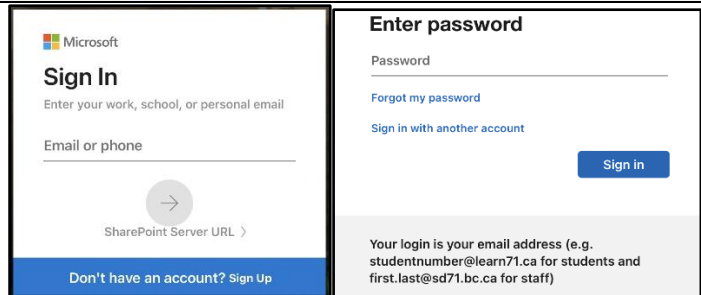 Microsoft
Sign In
Enter your work, school, or personal email
Email or phone
SharePoint Server URL >
Don't have an account? Sign Up
Enter password
Password
Forgot my password
Sign in with another account
Sign in
Your login is your email address (e.g.
studentnumber@learn71.ca for students and
first.last@sd71.bc.ca for staff)